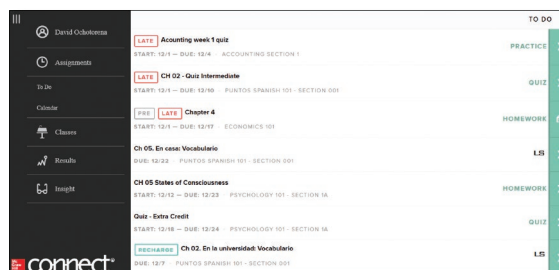 TO DO
David Ochotorena
Assignments
To Do
Calendar
Classes
Results
Insight
LATE Acounting week 1 quiz
START: 12/1 — DUE: 12/4 · ACCOUNTING SECTION 1
PRACTICE
LATE CH 02 - Quiz Intermediate
START: 12/1 — DUE: 12/10 · PUNTOS SPANISH 101 - SECTION 001
QUIZ
PRE LATE Chapter 4
START: 12/1 — DUE: 12/17 · ECONOMICS 101
HOMEWORK
Ch 05. En casa: Vocabulario
DUE: 12/22 · PUNTOS SPANISH 101 - SECTION 001
LS
CH 05 States of Consciousness
START: 12/12 — DUE: 12/23 · PSYCHOLOGY 101 - SECTION 1A
HOMEWORK
Quiz - Extra Credit
START: 12/18 — DUE: 12/24 · PSYCHOLOGY 101 - SECTION 1A
QUIZ
RECHARGE Ch 02. En la universidad: Vocabulario
DUE: 12/7 · PUNTOS SPANISH 101 - SECTION 001
LS
connect